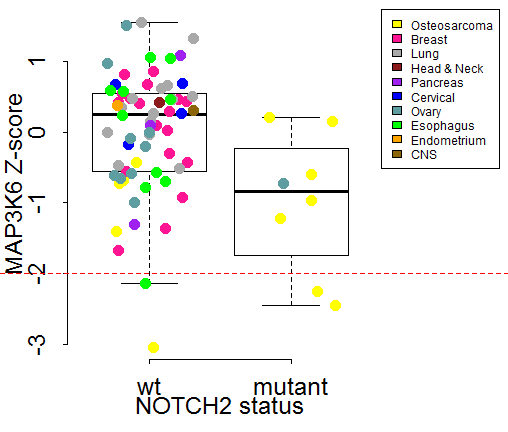 Osteosarcoma
Breast
Lung
Head & Neck
Pancreas
Cervical
Ovary
Esophagus
Endometrium
CNS
MAP3K6 Z-score
1
0
-1
-2
-3
wt mutant
NOTCH2 status